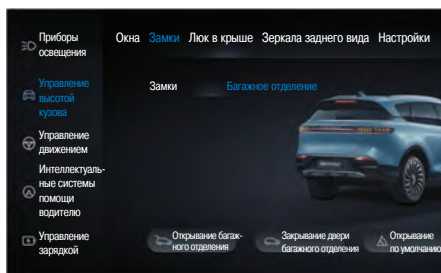 Приборы
освещения
Окна Замки Люк в крыше Зеркала заднего вида Настройки
Управление
высотой
кузова
Замки Багажное отделение
Управление
движением
Интеллектуаль-
ные системы
помощи
водителю
Управление
зарядкой
Открывание багаж-
ного отделения
Закрывание двери
багажного отделения
Открывание
по умолчанию